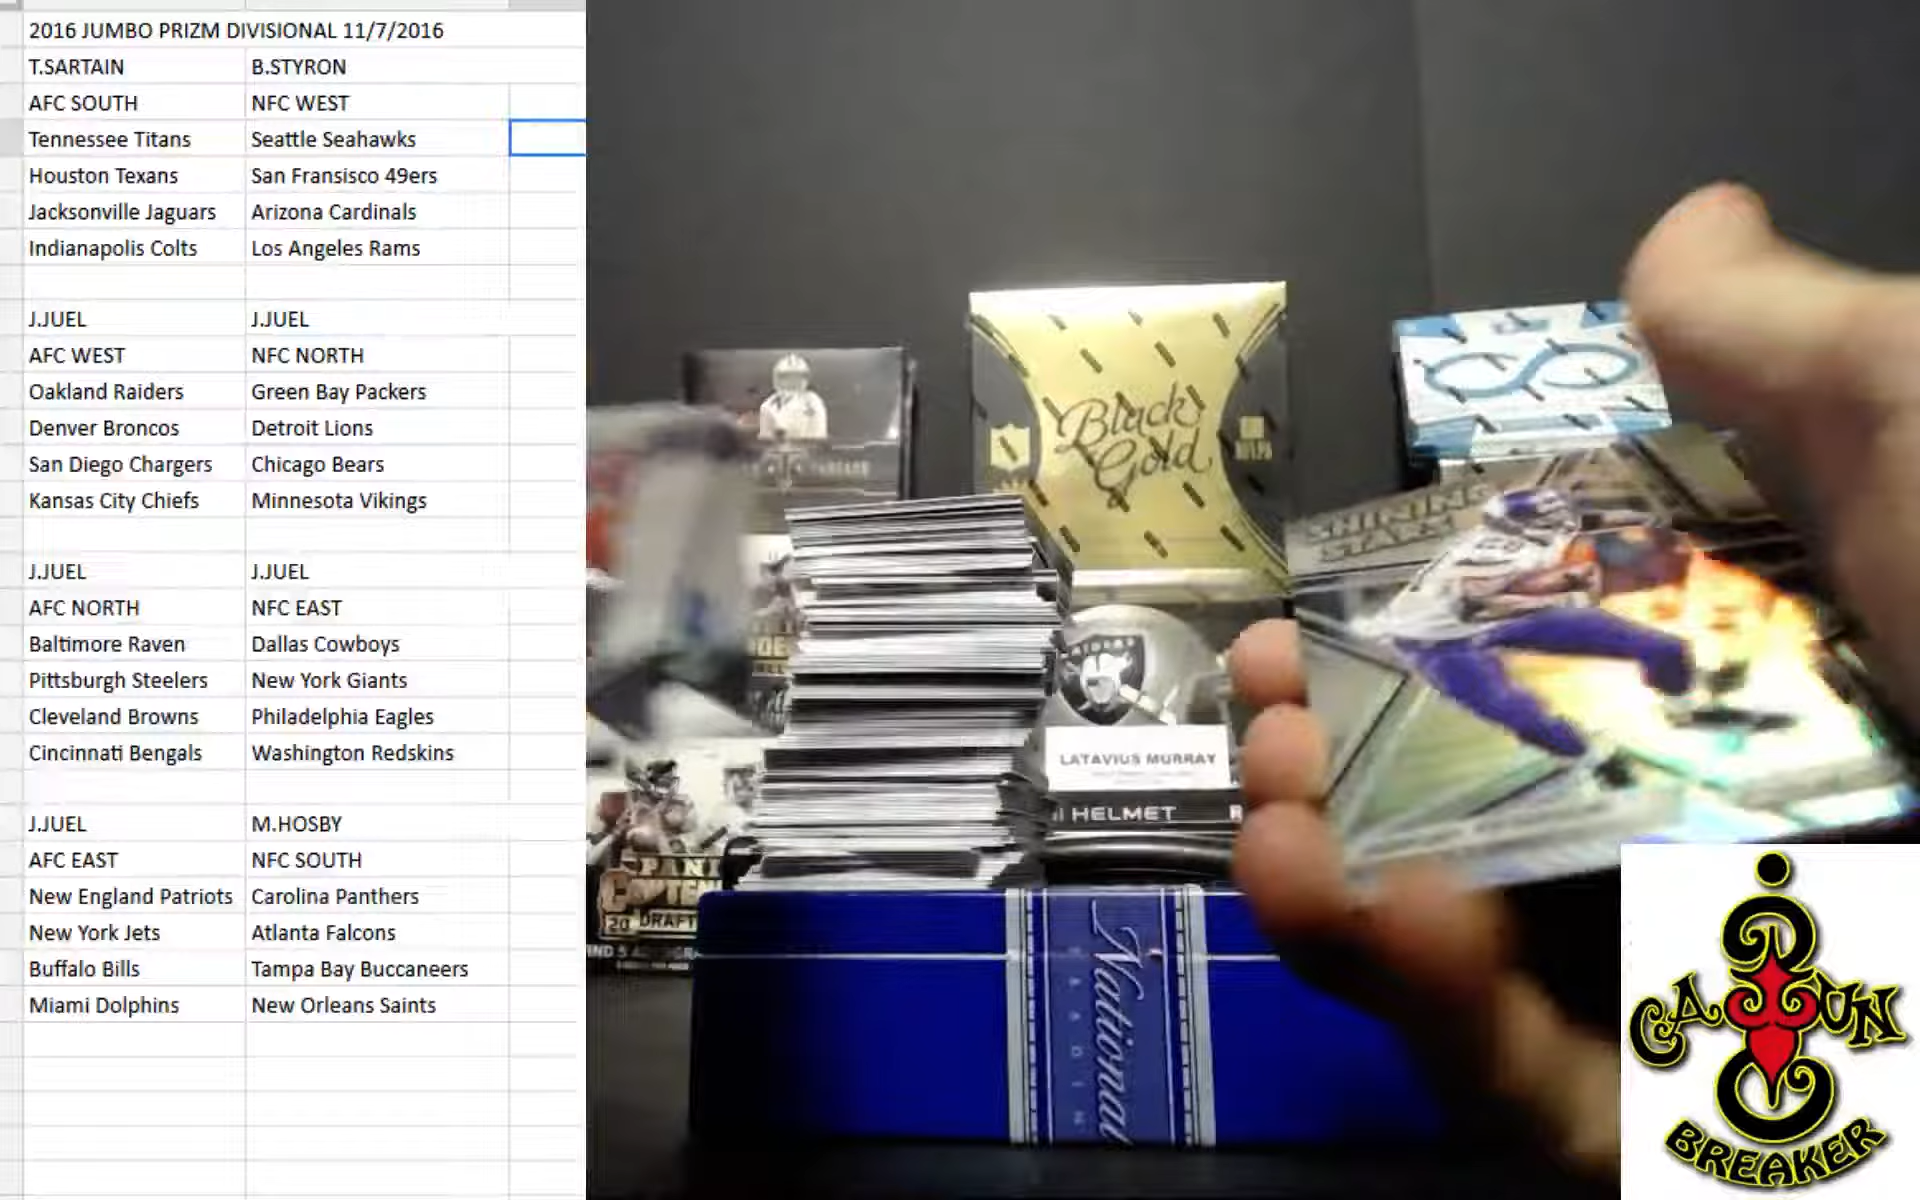 2016 JUMBO PRIZM DIVISIONAL 11/7/2016
T.SARTAIN B.STYRON
AFC SOUTH NFC WEST
Tennessee Titans Seattle Seahawks
Houston Texans San Fransisco 49ers
Jacksonville Jaguars Arizona Cardinals
Indianapolis Colts Los Angeles Rams
J.JUEL J.JUEL
AFC WEST NFC NORTH
Oakland Raiders Green Bay Packers
Denver Broncos Detroit Lions
San Diego Chargers Chicago Bears
Kansas City Chiefs Minnesota Vikings
J.JUEL J.JUEL
AFC NORTH NFC EAST
Baltimore Raven Dallas Cowboys
Pittsburgh Steelers New York Giants
Cleveland Browns Philadelphia Eagles
Cincinnati Bengals Washington Redskins
J.JUEL M.HOSBY
AFC EAST NFC SOUTH
New England Patriots Carolina Panthers
New York Jets Atlanta Falcons
Buffalo Bills Tampa Bay Buccaneers
Miami Dolphins New Orleans Saints
Black
Gold
SHINING
STARS
RAIDERS
LATAVIUS MURRAY
HELMET
20 DRAFT
National
CAJUN
BREAKER